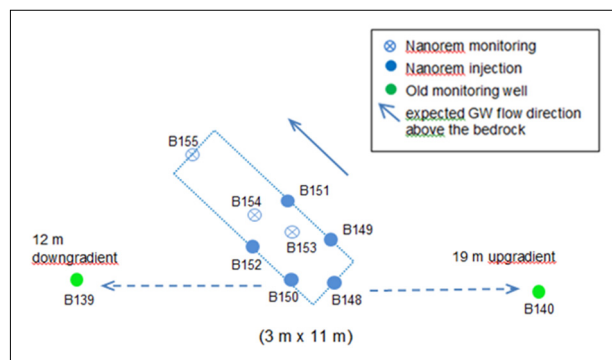 Nanorem monitoring
Nanorem injection
Old monitoring well
expected GW flow direction
above the bedrock
B155
B151
B154
B149
B153
12 m
downgradient
B152
19 m upgradient
B139
B150
B148
B140
(3 m x 11 m)